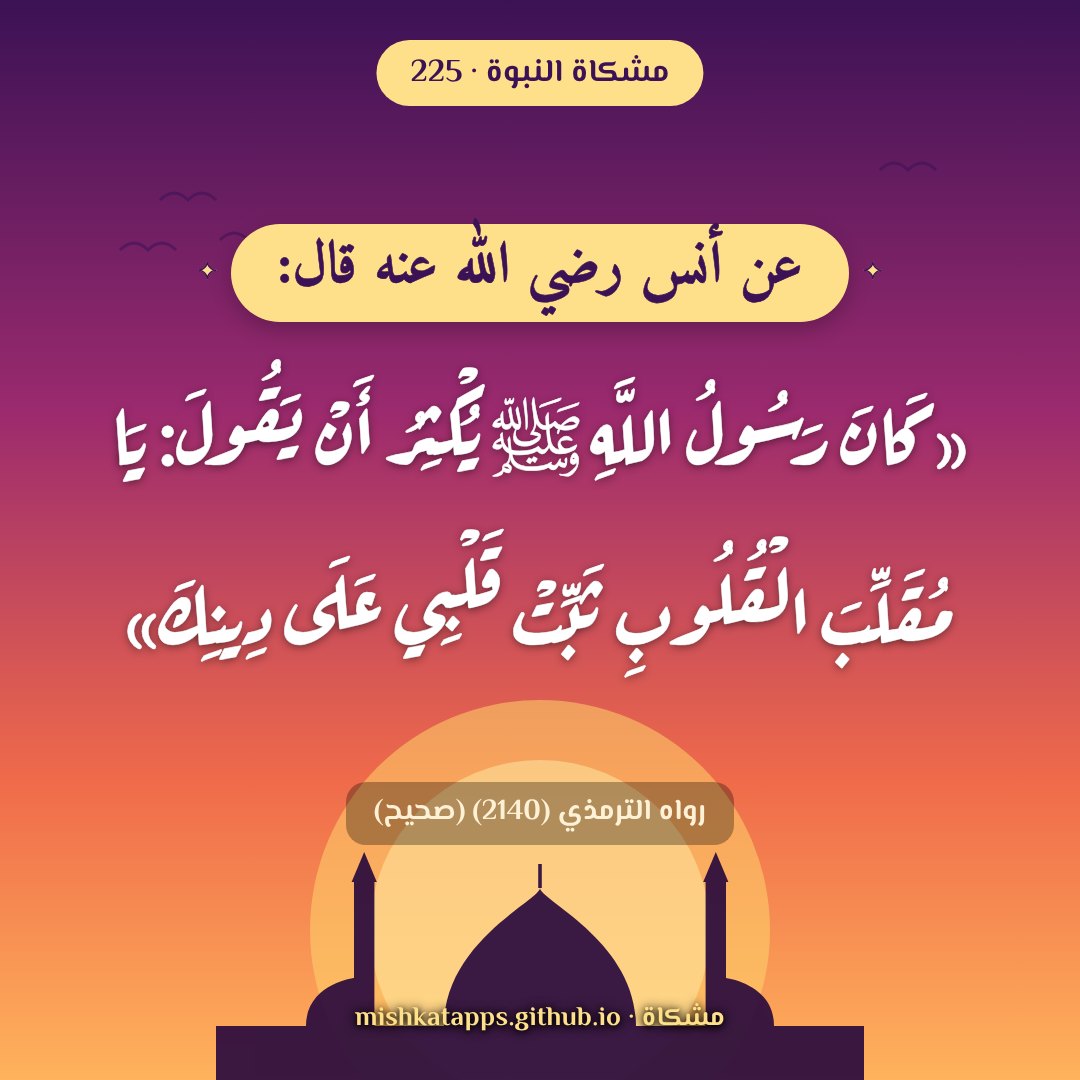 مشكاة النبوة · 225
عن أنس رضي الله عنه قال:
«كَانَ رَسُولُ اللَّهِ ﷺ يُكْثِرُ أَنْ يَقُولَ: يَا
مُقَلِّبَ الْقُلُوبِ ثَبِّتْ قَلْبِي عَلَى دِينِكَ»
رواه الترمذي (2140) (صحيح)
مشكاة · mishkatapps.github.io